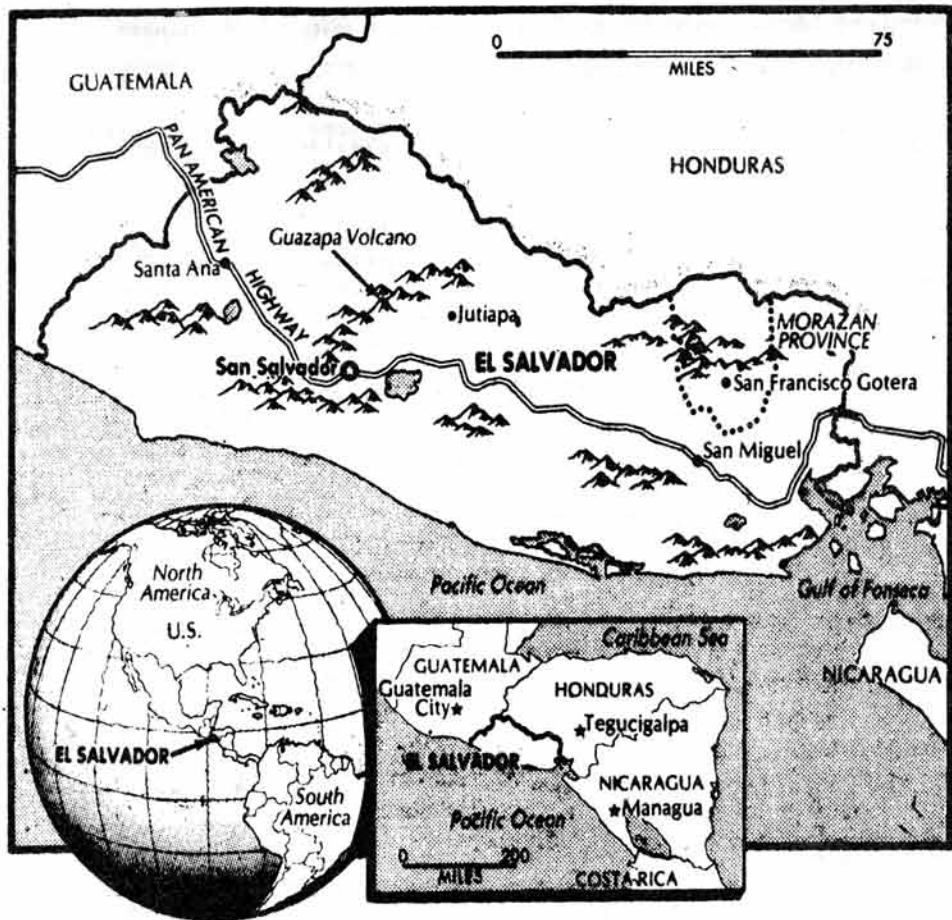 0 75
MILES
GUATEMALA
HONDURAS
PAN AMERICAN
HIGHWAY
Guazapa Volcano
Santa Ana
Jutiapa
MORAZAN
PROVINCE
San Salvador
EL SALVADOR
San Francisco Gotera
San Miguel
Pacific Ocean
Gulf of Fonseca
NICARAGUA
North
America
U.S.
EL SALVADOR
South
America
Caribbean Sea
GUATEMALA
Guatemala
City
HONDURAS
Tegucigalpa
EL SALVADOR
NICARAGUA
Managua
Pacific Ocean
0 200
MILES
COSTA RICA